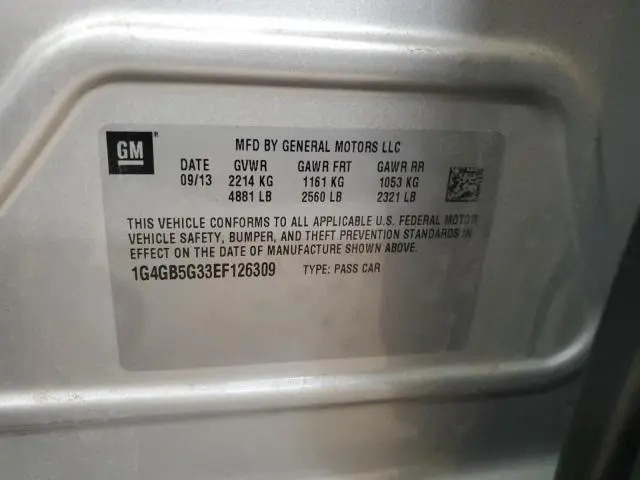 GM
MFD BY GENERAL MOTORS LLC
DATE GVWR GAWR FRT GAWR RR
09/13 2214 KG 1161 KG 1053 KG
4881 LB 2560 LB 2321 LB
THIS VEHICLE CONFORMS TO ALL APPLICABLE U.S. FEDERAL MOTOR
VEHICLE SAFETY, BUMPER, AND THEFT PREVENTION STANDARDS IN
EFFECT ON THE DATE OF MANUFACTURE SHOWN ABOVE.
1G4GB5G33EF126309 TYPE: PASS CAR